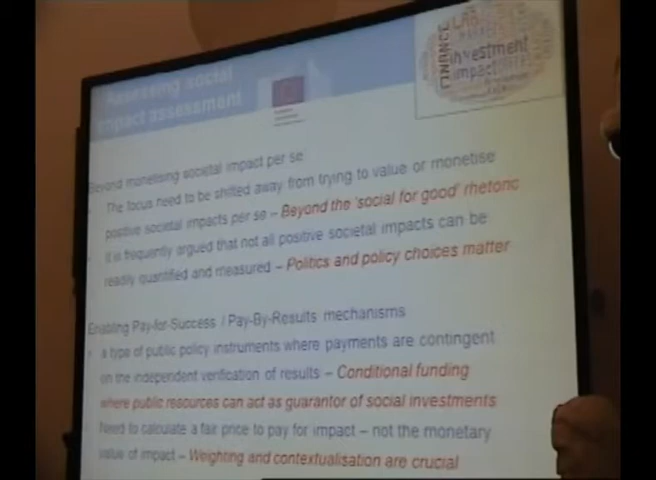 Assessing social
impact assessment
FINANCE
LAB
investment
impact
Beyond monetising societal impact per se
The focus need to be shifted away from trying to value or monetise
positive societal impacts per se – Beyond the 'social for good' rhetoric
It is frequently argued that not all positive societal impacts can be
readily quantified and measured – Politics and policy choices matter
Enabling Pay-for-Success / Pay-By-Results mechanisms
a type of public policy instruments where payments are contingent
on the independent verification of results – Conditional funding
where public resources can act as guarantor of social investments
Need to calculate a fair price to pay for impact – not the monetary
value of impact – Weighting and contextualisation are crucial